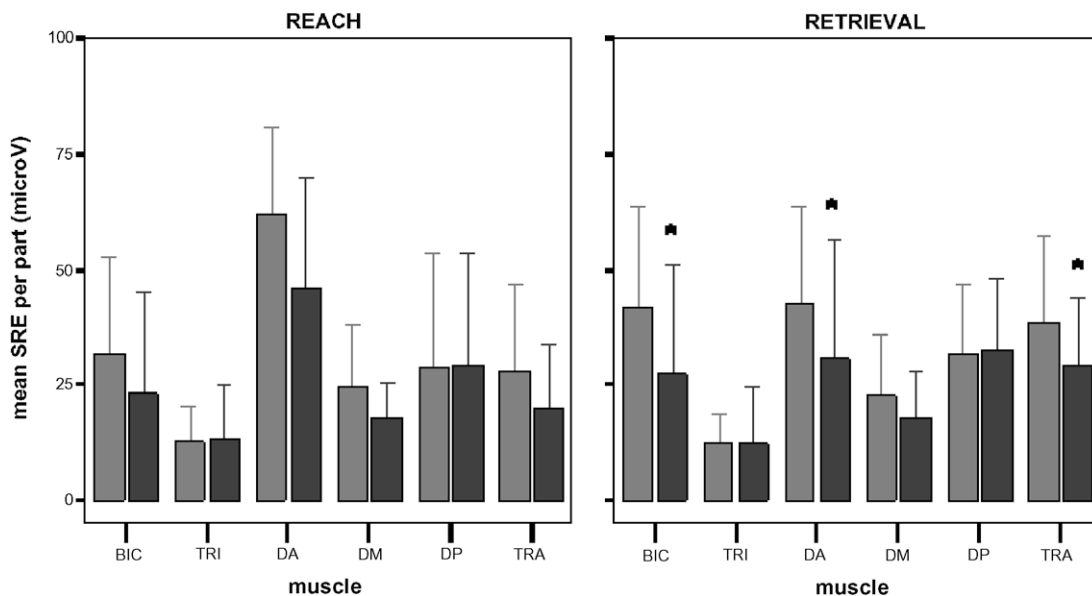 REACH
RETRIEVAL
mean SRE per part (micro·V)
100
75
50
25
0
BIC TRI DA DM DP TRA
BIC TRI DA DM DP TRA
muscle
muscle